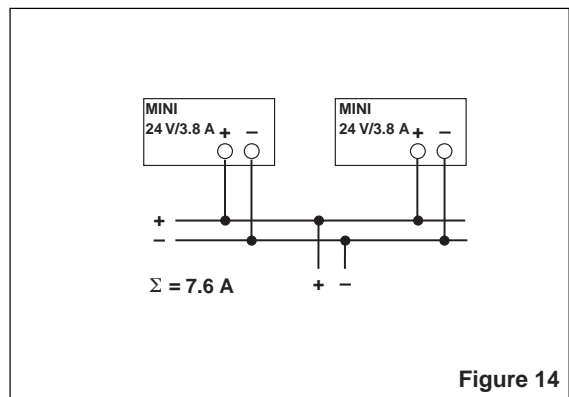 MINI
24 V/3.8 A + −
MINI
24 V/3.8 A + −
+
−
Σ = 7.6 A
+ −
Figure 14